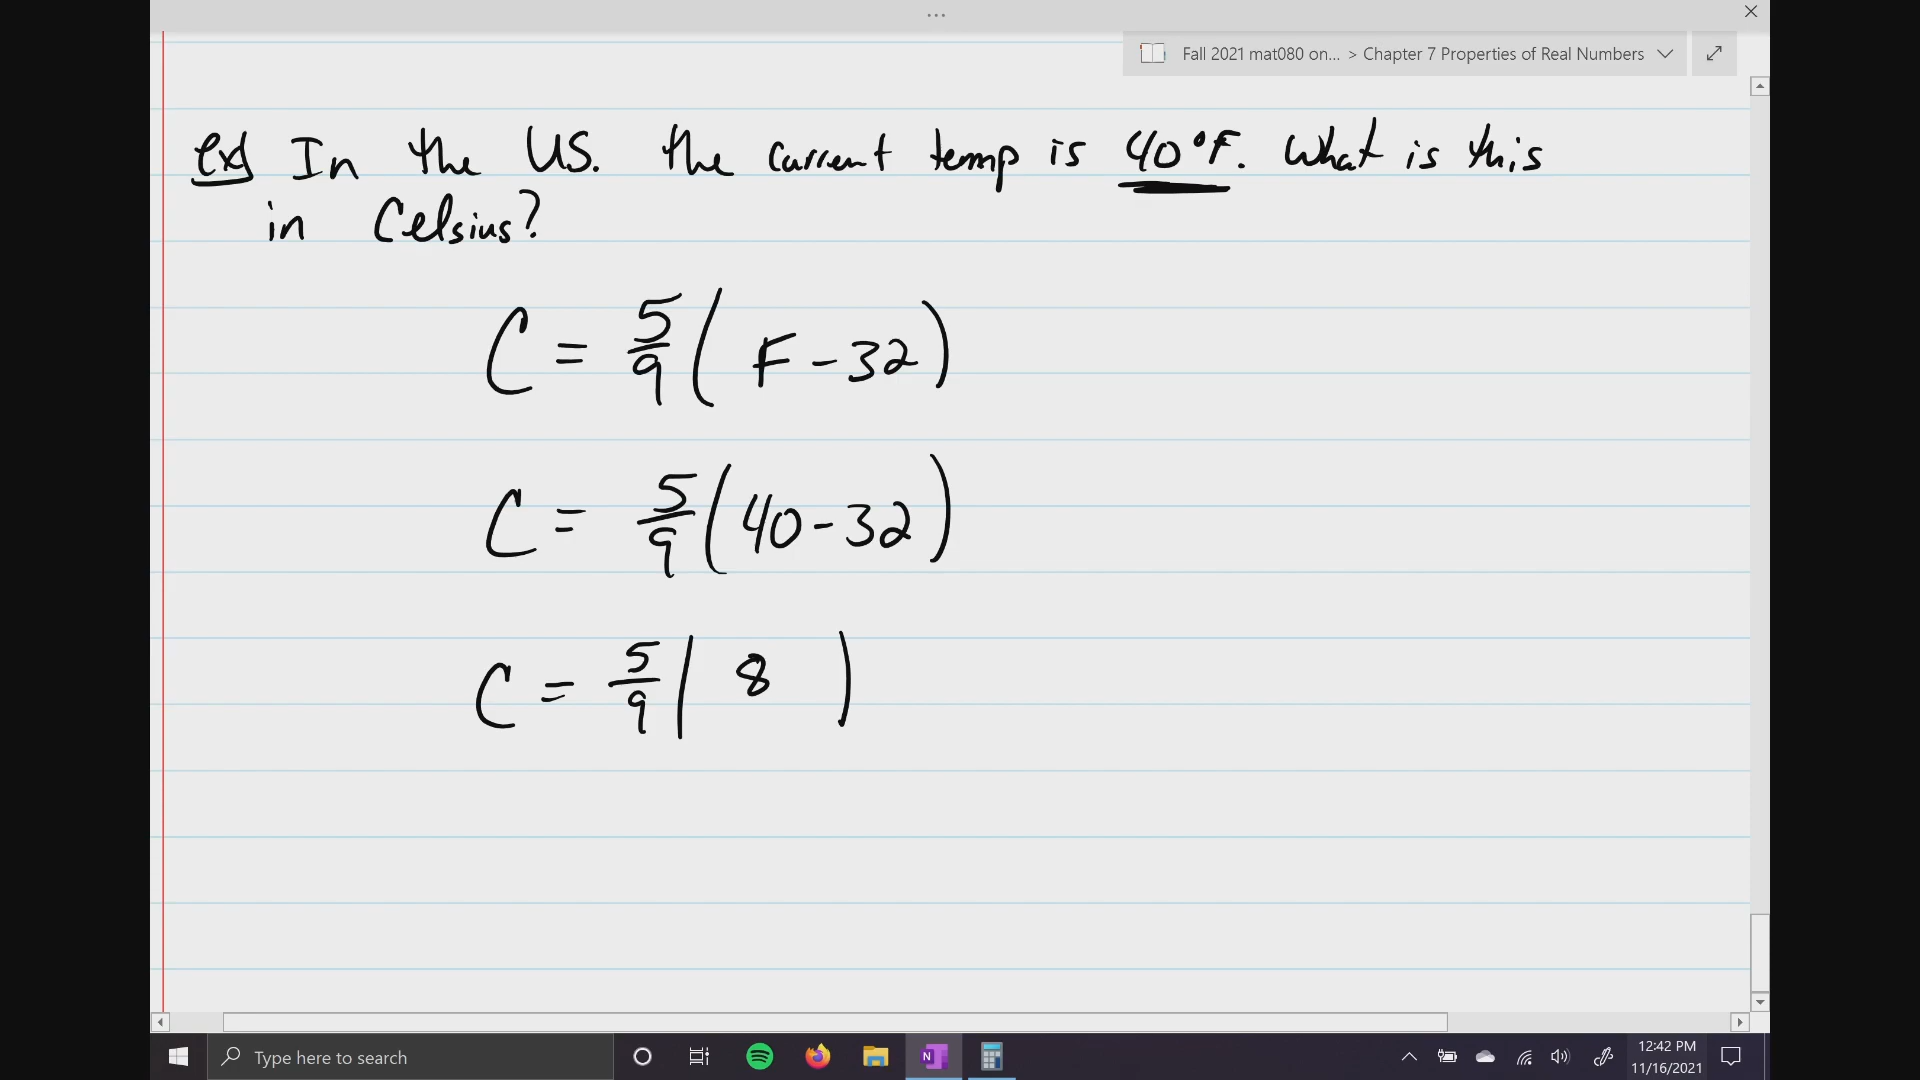 ...
Fall 2021 mat080 on... > Chapter 7 Properties of Real Numbers
ex) In the US. the current temp is 40°F. What is this
in Celsius?
C = 5/9 ( F - 32 )
C = 5/9 ( 40 - 32 )
C = 5/9 ( 8 )
Type here to search
12:42 PM
11/16/2021